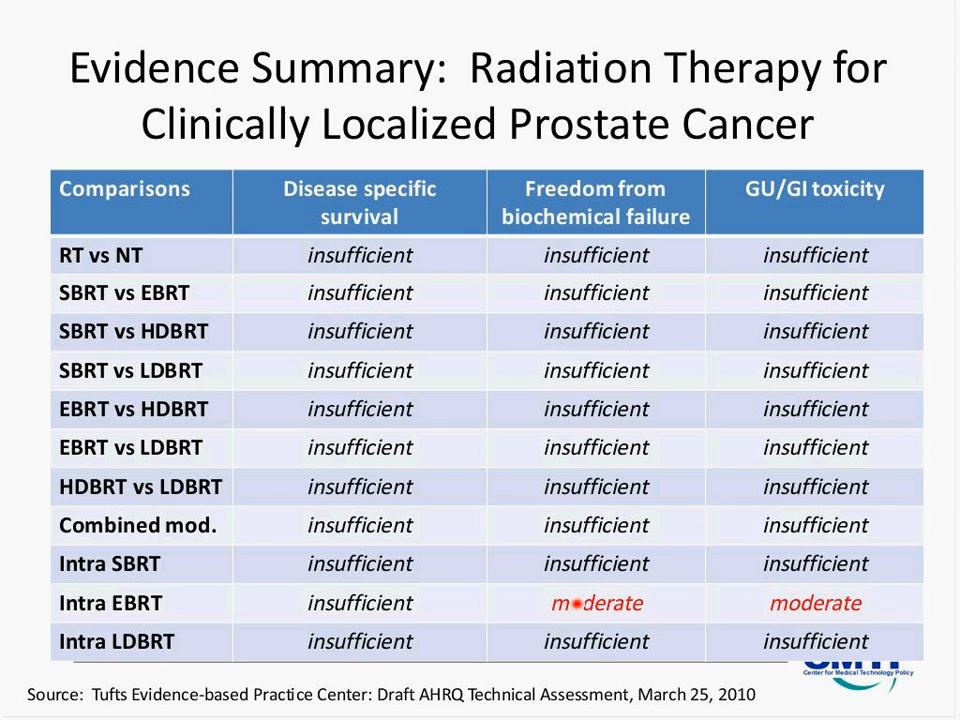 Evidence Summary:  Radiation Therapy for
Clinically Localized Prostate Cancer
Comparisons Disease specific survival Freedom from biochemical failure GU/GI toxicity
RT vs NT insufficient insufficient insufficient
SBRT vs EBRT insufficient insufficient insufficient
SBRT vs HDBRT insufficient insufficient insufficient
SBRT vs LDBRT insufficient insufficient insufficient
EBRT vs HDBRT insufficient insufficient insufficient
EBRT vs LDBRT insufficient insufficient insufficient
HDBRT vs LDBRT insufficient insufficient insufficient
Combined mod. insufficient insufficient insufficient
Intra SBRT insufficient insufficient insufficient
Intra EBRT insufficient moderate moderate
Intra LDBRT insufficient insufficient insufficient
CMTP
Center for Medical Technology Policy
Source:  Tufts Evidence-based Practice Center: Draft AHRQ Technical Assessment, March 25, 2010